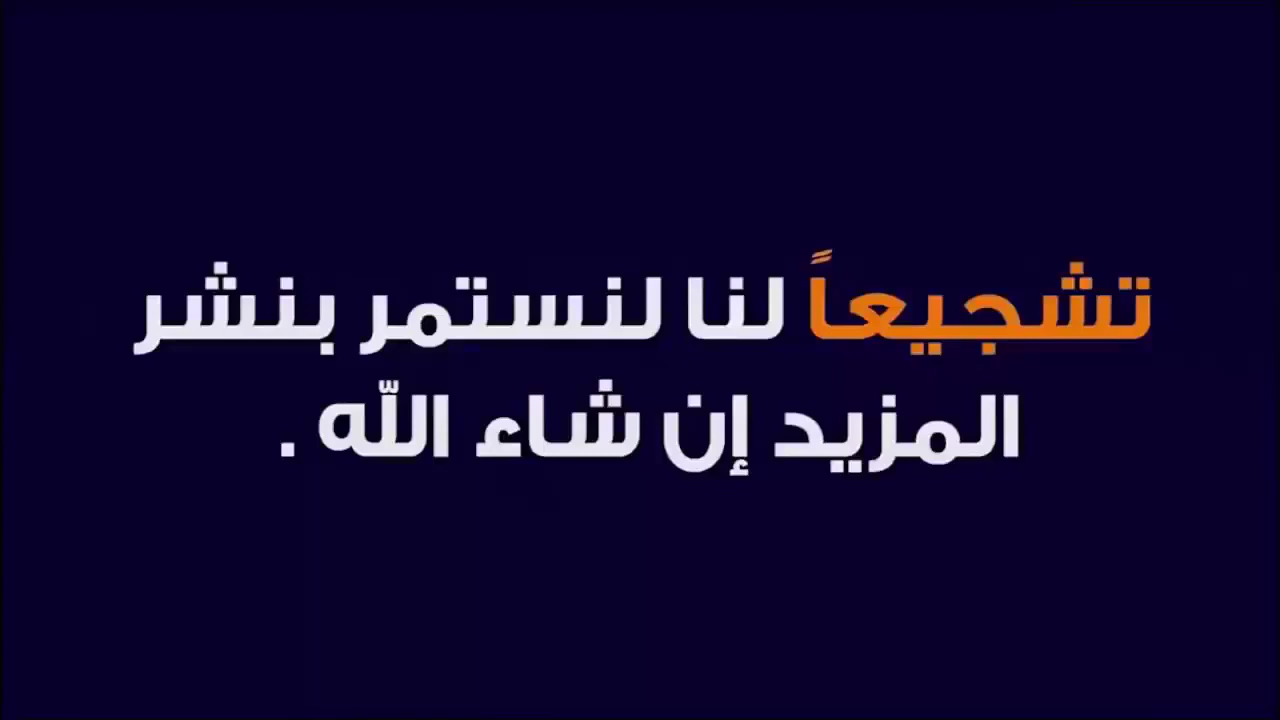 تشجيعاً لنا لنستمر بنشر
المزيد إن شاء اللّه .